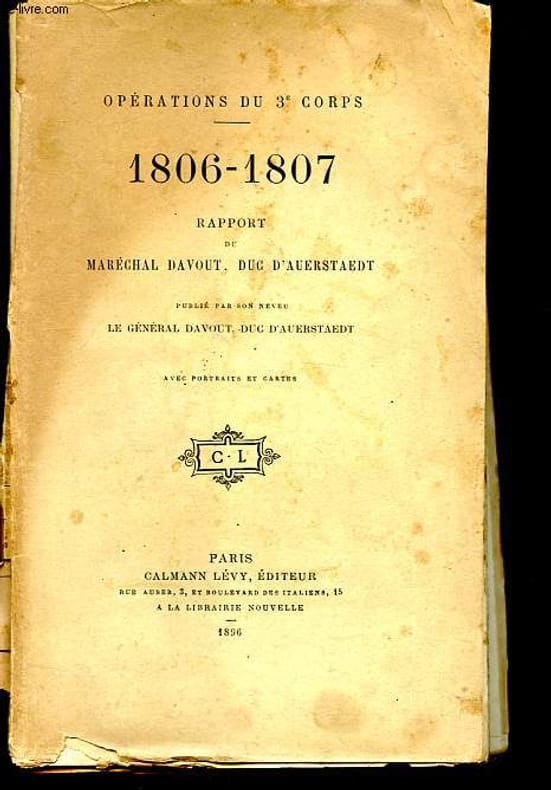 -livre.com
OPÉRATIONS DU 3e CORPS
1806-1807
RAPPORT
DU
MARÉCHAL DAVOUT, DUC D'AUERSTAEDT
PUBLIÉ PAR SON NEVEU
LE GÉNÉRAL DAVOUT, DUC D'AUERSTAEDT
AVEC PORTRAITS ET CARTES
C·L
PARIS
CALMANN LÉVY, ÉDITEUR
RUE AUBER, 3, ET BOULEVARD DES ITALIENS, 15
A LA LIBRAIRIE NOUVELLE
1896